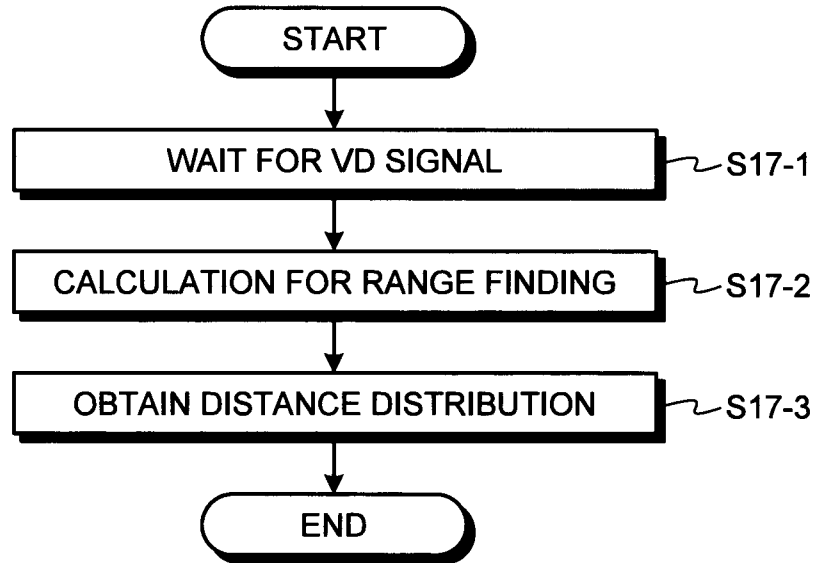 START
WAIT FOR VD SIGNAL
S17-1
CALCULATION FOR RANGE FINDING
S17-2
OBTAIN DISTANCE DISTRIBUTION
S17-3
END